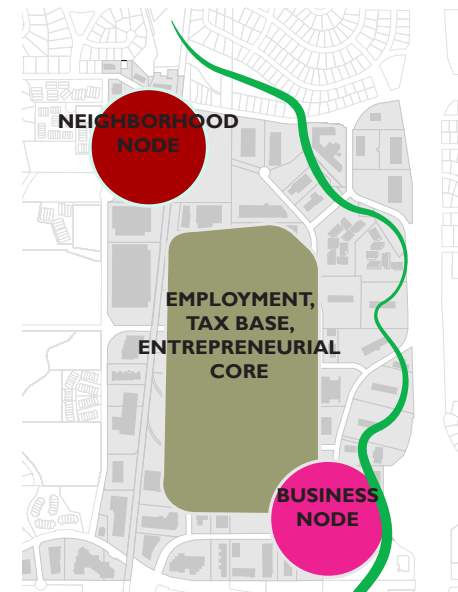 NEIGHBORHOOD
NODE
EMPLOYMENT,
TAX BASE,
ENTREPRENEURIAL
CORE
BUSINESS
NODE